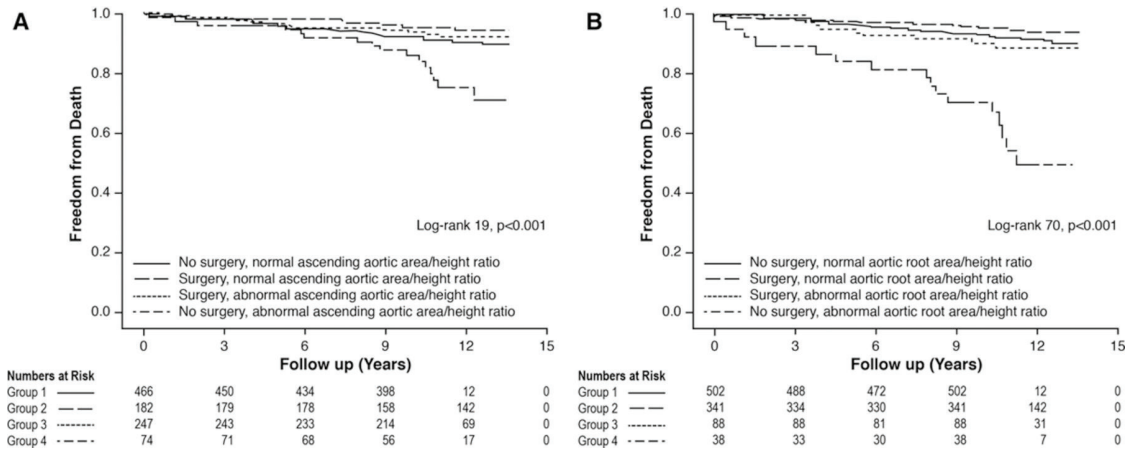 A
Freedom from Death
1.0
0.8
0.6
0.4
0.2
0.0
Log-rank 19, p<0.001
No surgery, normal ascending aortic area/height ratio
Surgery, normal ascending aortic area/height ratio
Surgery, abnormal ascending aortic area/height ratio
No surgery, abnormal ascending aortic area/height ratio
0 3 6 9 12 15
Follow up (Years)
Numbers at Risk
Group 1 466 450 434 398 12 0
Group 2 182 179 178 158 142 0
Group 3 247 243 233 214 69 0
Group 4 74 71 68 56 17 0
B
Freedom from Death
1.0
0.8
0.6
0.4
0.2
0.0
Log-rank 70, p<0.001
No surgery, normal aortic root area/height ratio
Surgery, normal aortic root area/height ratio
Surgery, abnormal aortic root area/height ratio
No surgery, abnormal aortic root area/height ratio
0 3 6 9 12 15
Follow up (Years)
Numbers at Risk
Group 1 502 488 472 502 12 0
Group 2 341 334 330 341 142 0
Group 3 88 88 81 88 31 0
Group 4 38 33 30 38 7 0